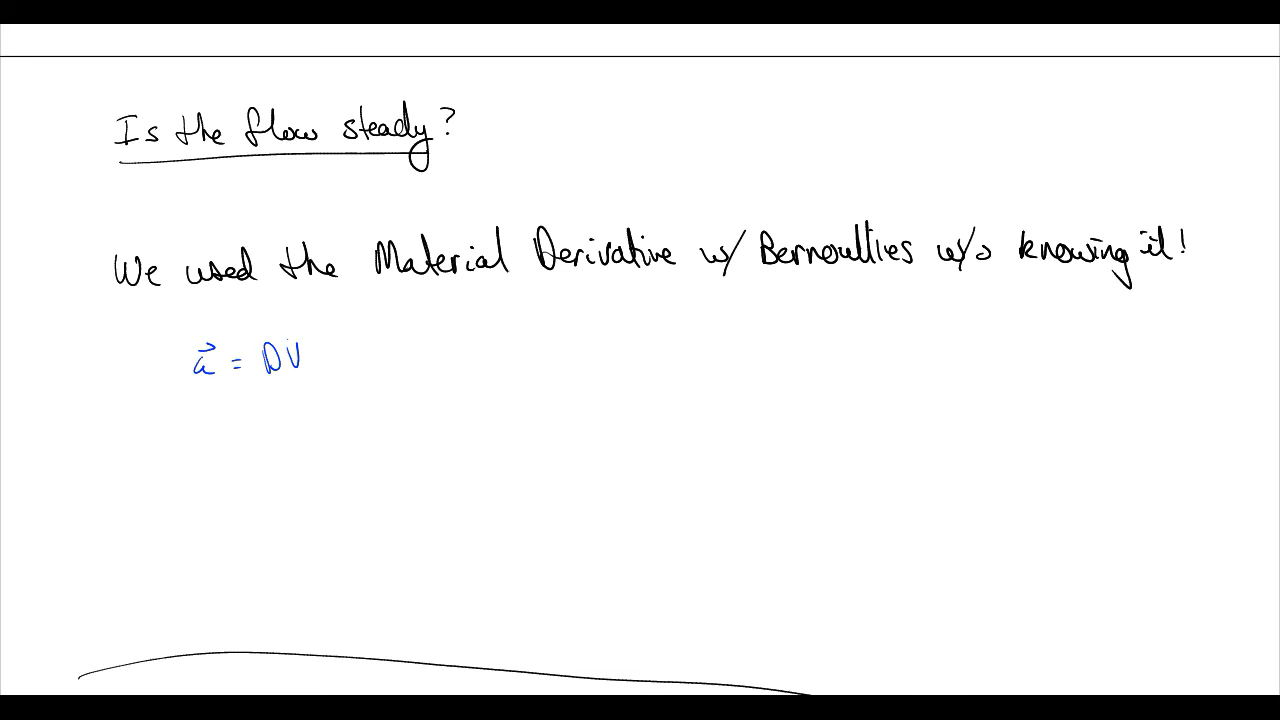 Is the flow steady?
We used the Material Derivative w/ Bernoullies w/o knowing it!
a⃗ = DV